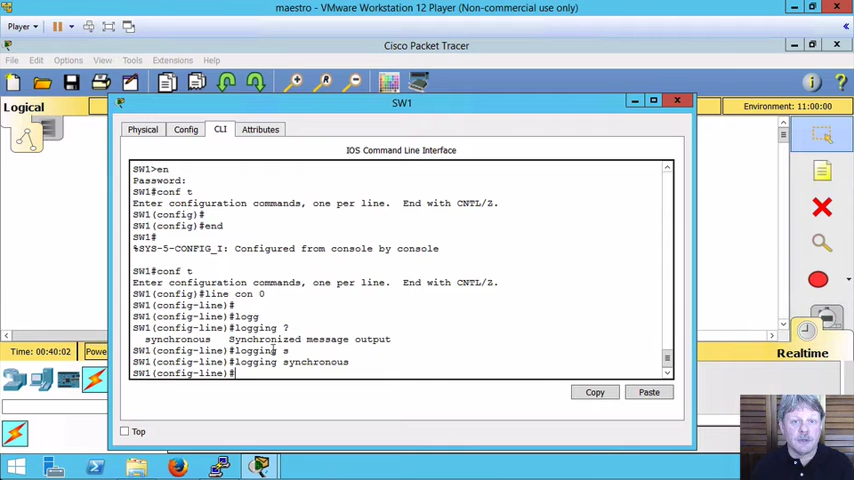 maestro - VMware Workstation 12 Player (Non-commercial use only)
Player
Cisco Packet Tracer
File Edit Options View Tools Extensions Help
Logical
Environment: 11:00:00
SW1
Physical Config CLI Attributes
IOS Command Line Interface
SW1>en
Password:
SW1#conf t
Enter configuration commands, one per line. End with CNTL/Z.
SW1(config)#
SW1(config)#end
SW1#
%SYS-5-CONFIG_I: Configured from console by console
SW1#conf t
Enter configuration commands, one per line. End with CNTL/Z.
SW1(config)#line con 0
SW1(config-line)#
SW1(config-line)#logg
SW1(config-line)#logging ?
synchronous Synchronized message output
SW1(config-line)#logging s
SW1(config-line)#logging synchronous
SW1(config-line)#
Copy Paste
Top
Time: 00:40:02 Powe
Realtime